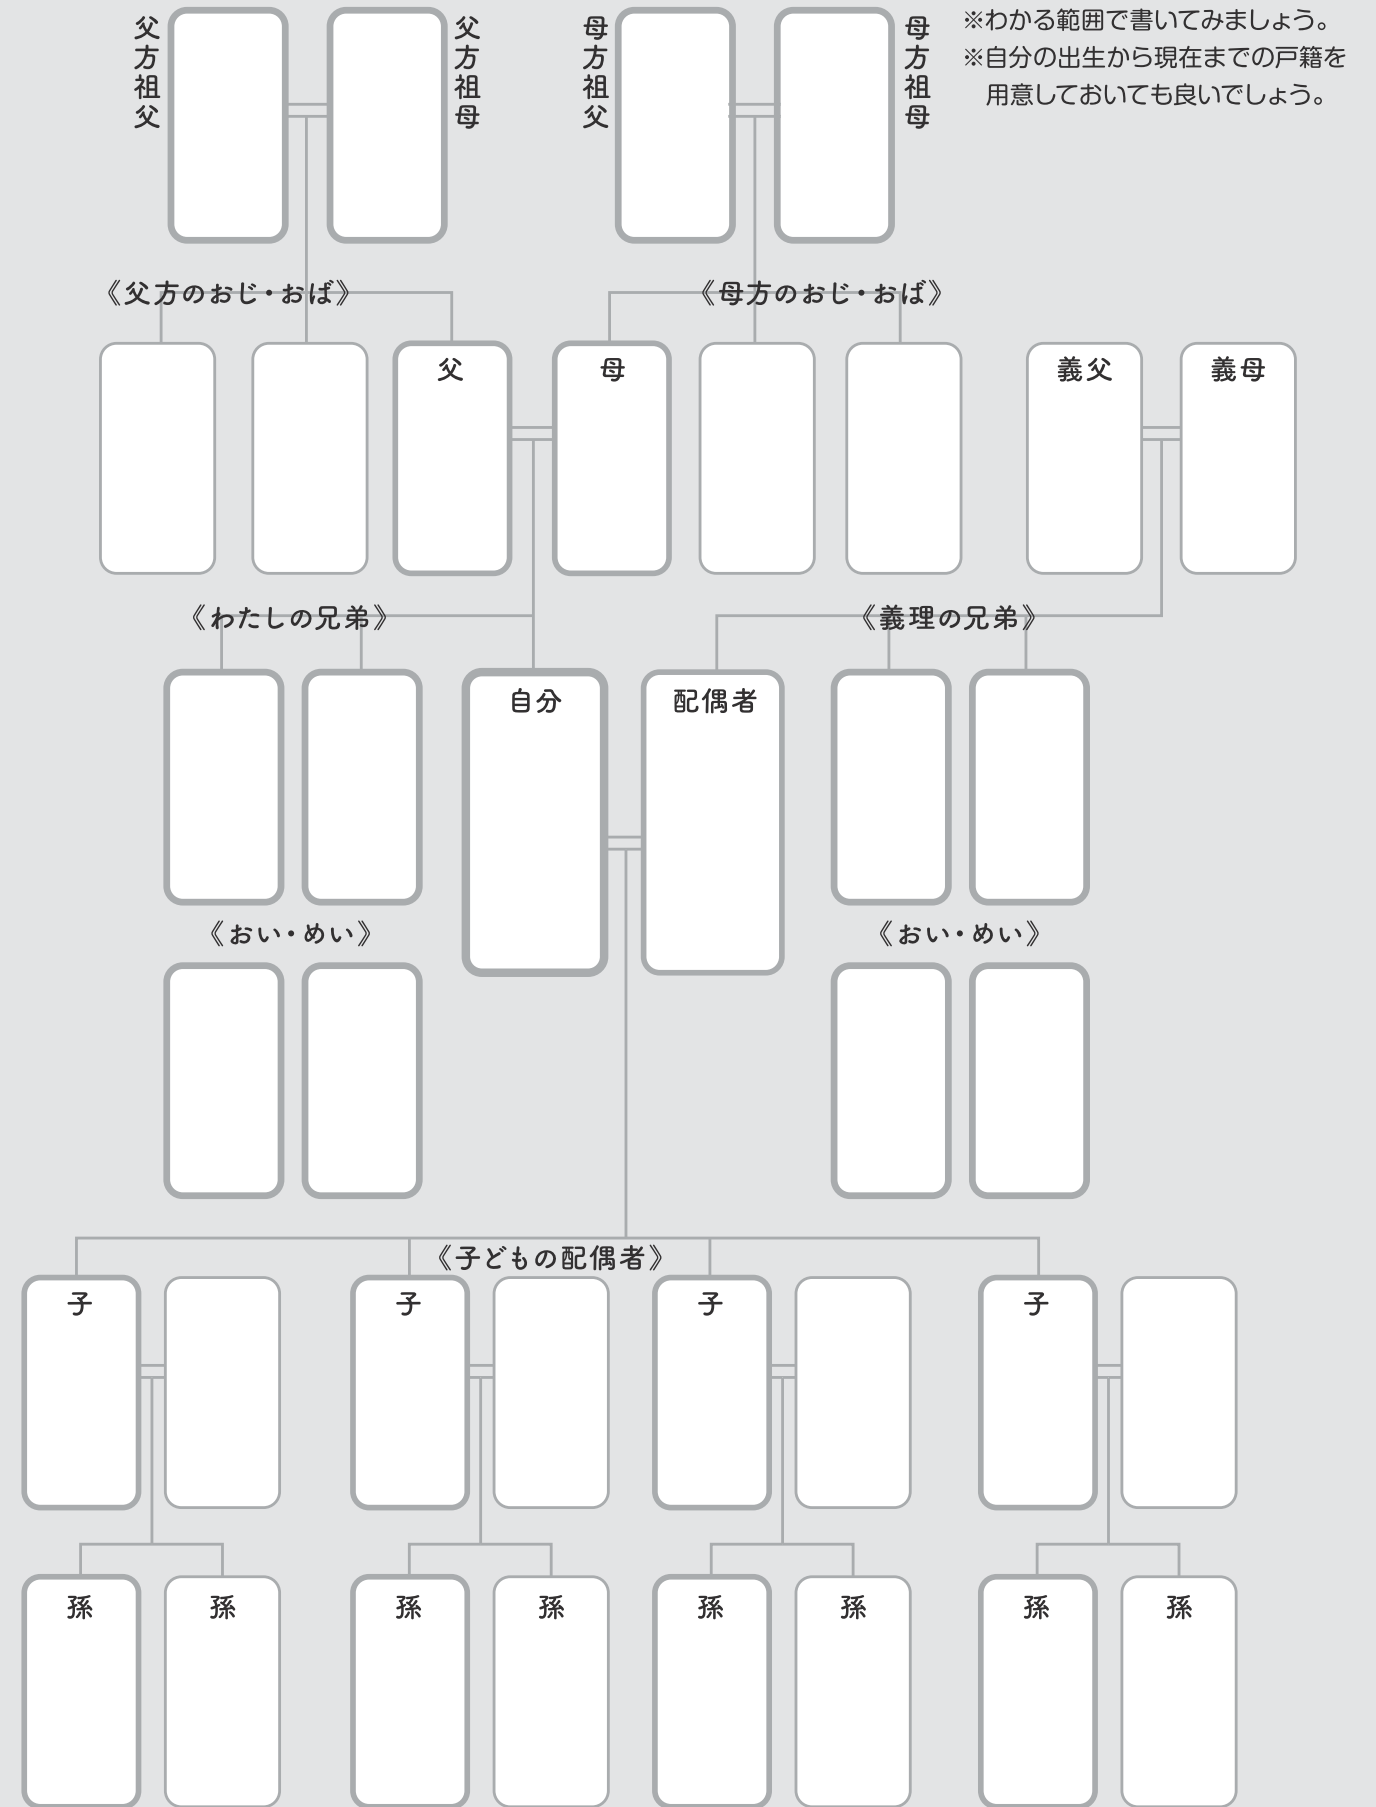 父方祖父
父方祖母
母方祖父
母方祖母
※わかる範囲で書いてみましょう。
※自分の出生から現在までの戸籍を
用意しておいても良いでしょう。
《父方のおじ・おば》
《母方のおじ・おば》
父
母
義父
義母
《わたしの兄弟》
《義理の兄弟》
自分
配偶者
《おい・めい》
《おい・めい》
《子どもの配偶者》
子
子
子
子
孫
孫
孫
孫
孫
孫
孫
孫